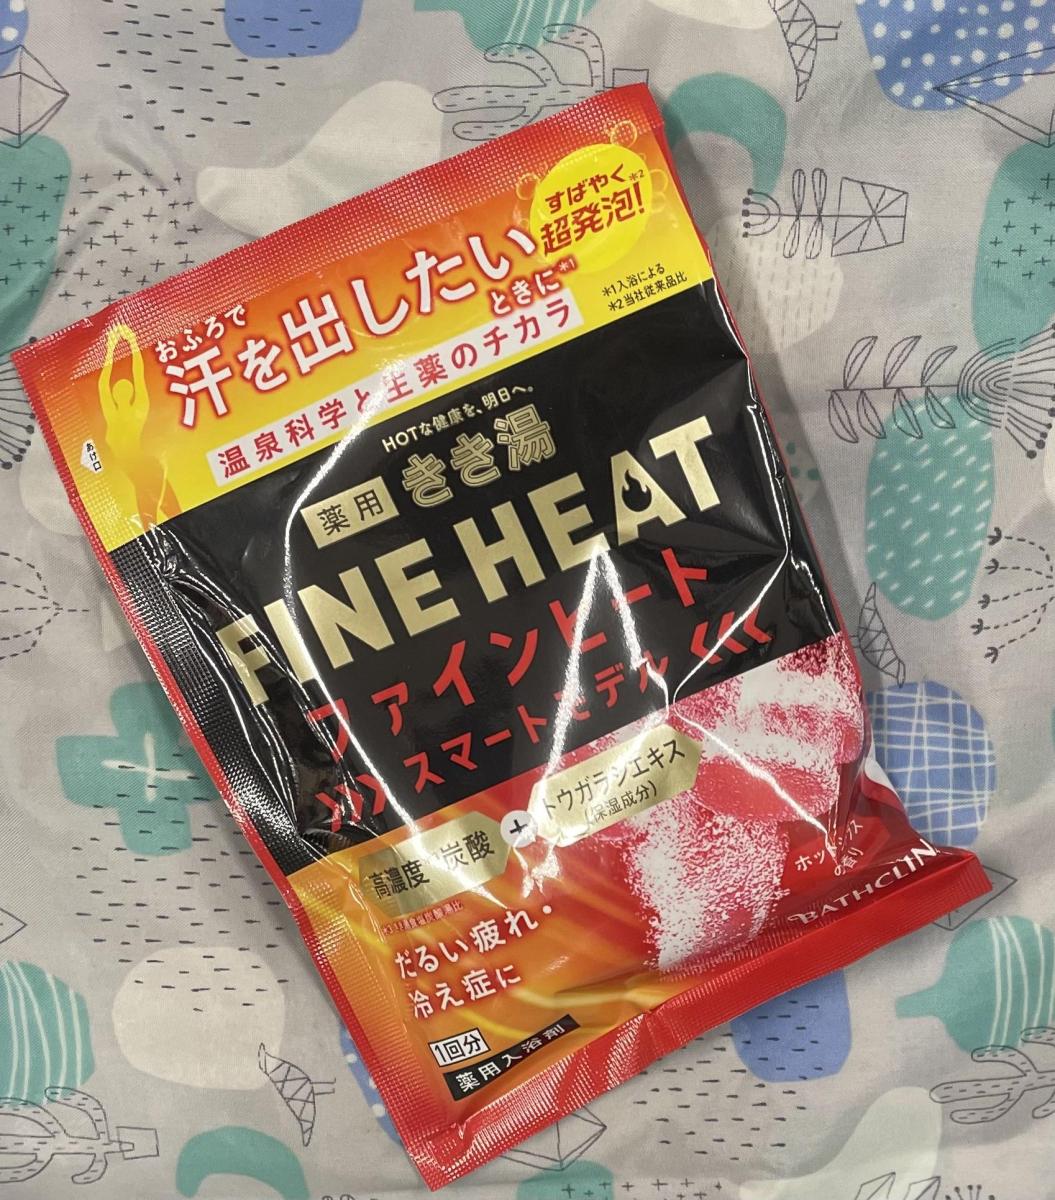 すばやく※2
超発泡!
おふろで
汗を出したい
ときに※1
※1入浴による
※2当社従来品比
温泉科学と生薬のチカラ
あけ口
HOTな健康を、明日へ。
薬用
きき湯
FINE HEAT
ファインヒート
スマートモデル
高濃度 炭酸
+
トウガラシエキス
(保湿成分)
だるい疲れ・
冷え症に
の香り
BATHCLIN
1回分
薬用入浴剤